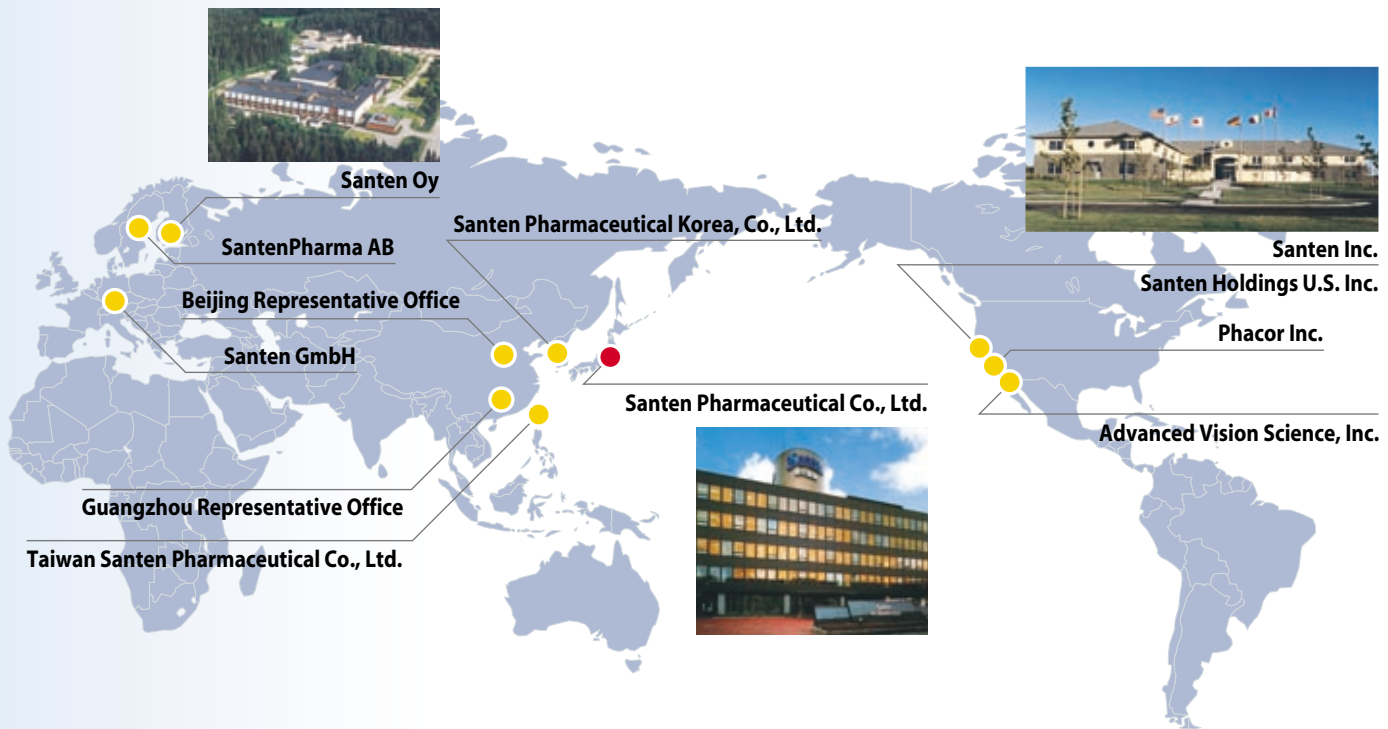 Santen Oy
SantenPharma AB
Santen Pharmaceutical Korea, Co., Ltd.
Santen Inc.
Santen Holdings U.S. Inc.
Beijing Representative Office
Phacor Inc.
Santen GmbH
Santen Pharmaceutical Co., Ltd.
Advanced Vision Science, Inc.
Guangzhou Representative Office
Taiwan Santen Pharmaceutical Co., Ltd.
Santen